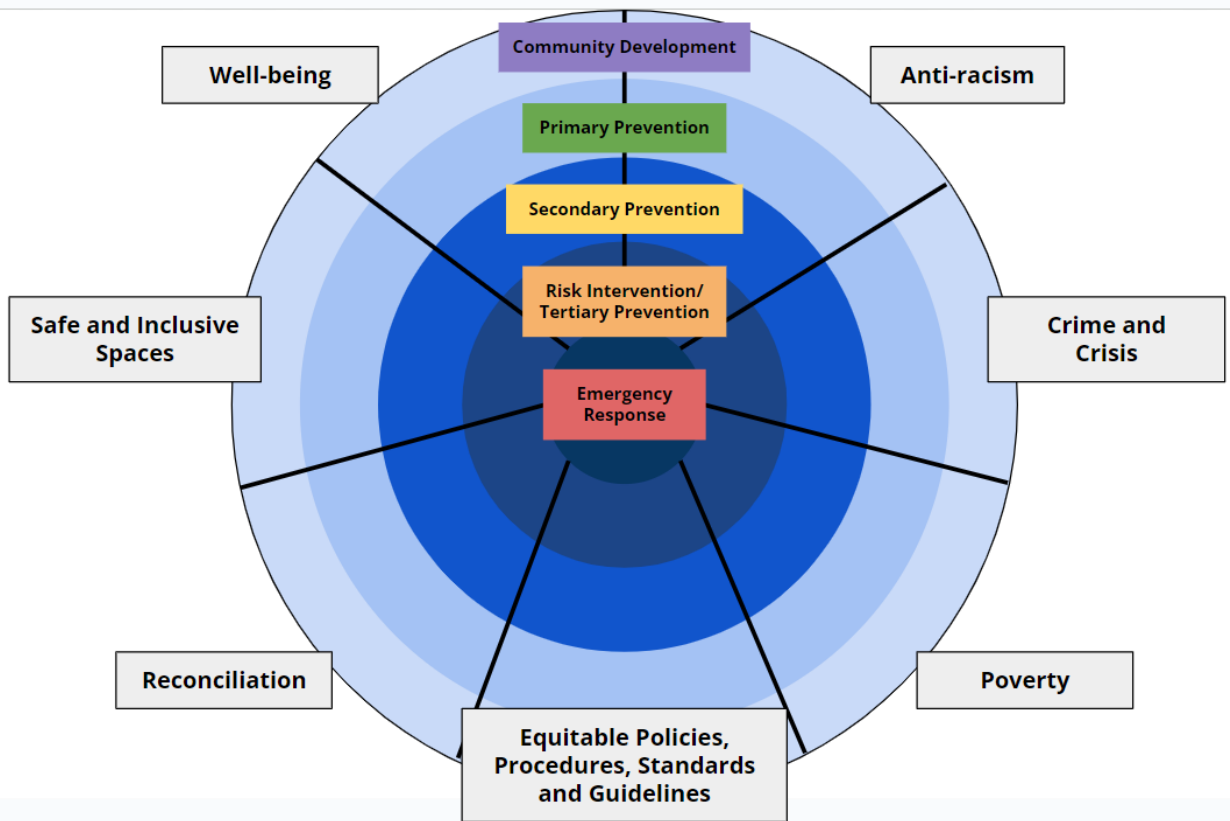 Community Development
Well-being
Anti-racism
Primary Prevention
Secondary Prevention
Risk Intervention/
Tertiary Prevention
Safe and Inclusive
Spaces
Crime and
Crisis
Emergency
Response
Reconciliation
Poverty
Equitable Policies,
Procedures, Standards
and Guidelines